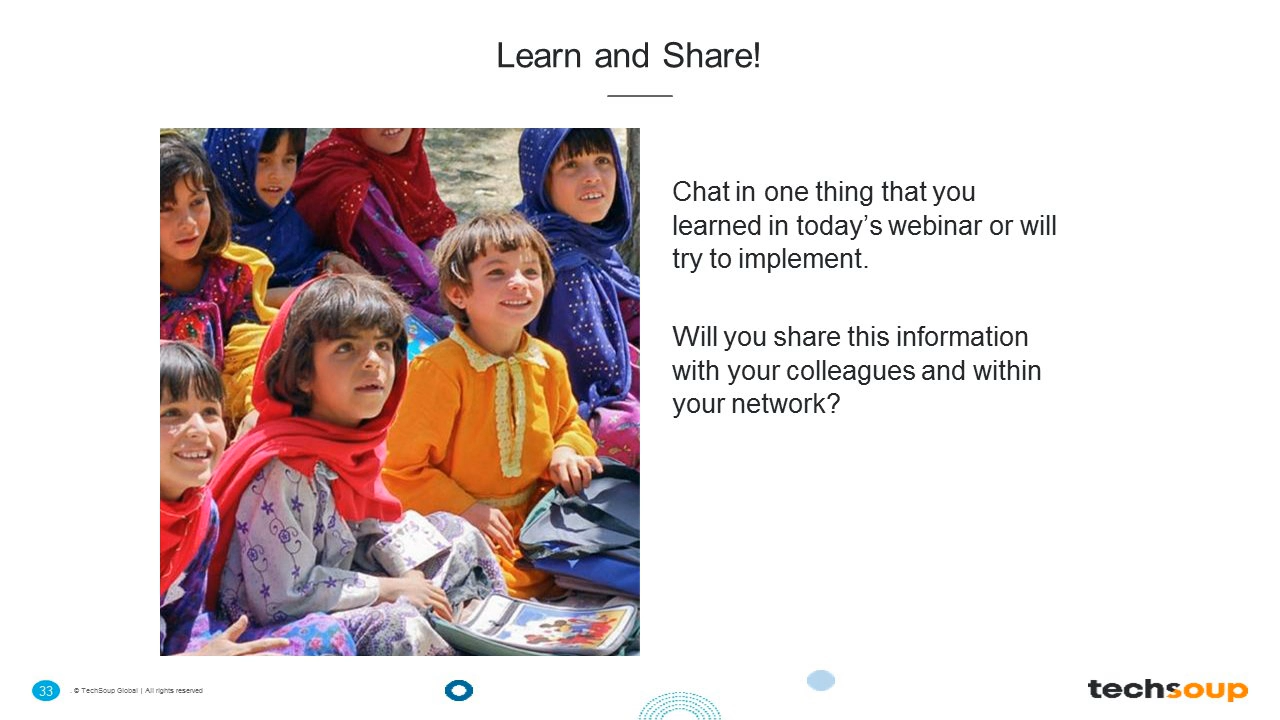 Learn and Share!
Chat in one thing that you
learned in today’s webinar or will
try to implement.
Will you share this information
with your colleagues and within
your network?
33
. © TechSoup Global | All rights reserved
techsoup